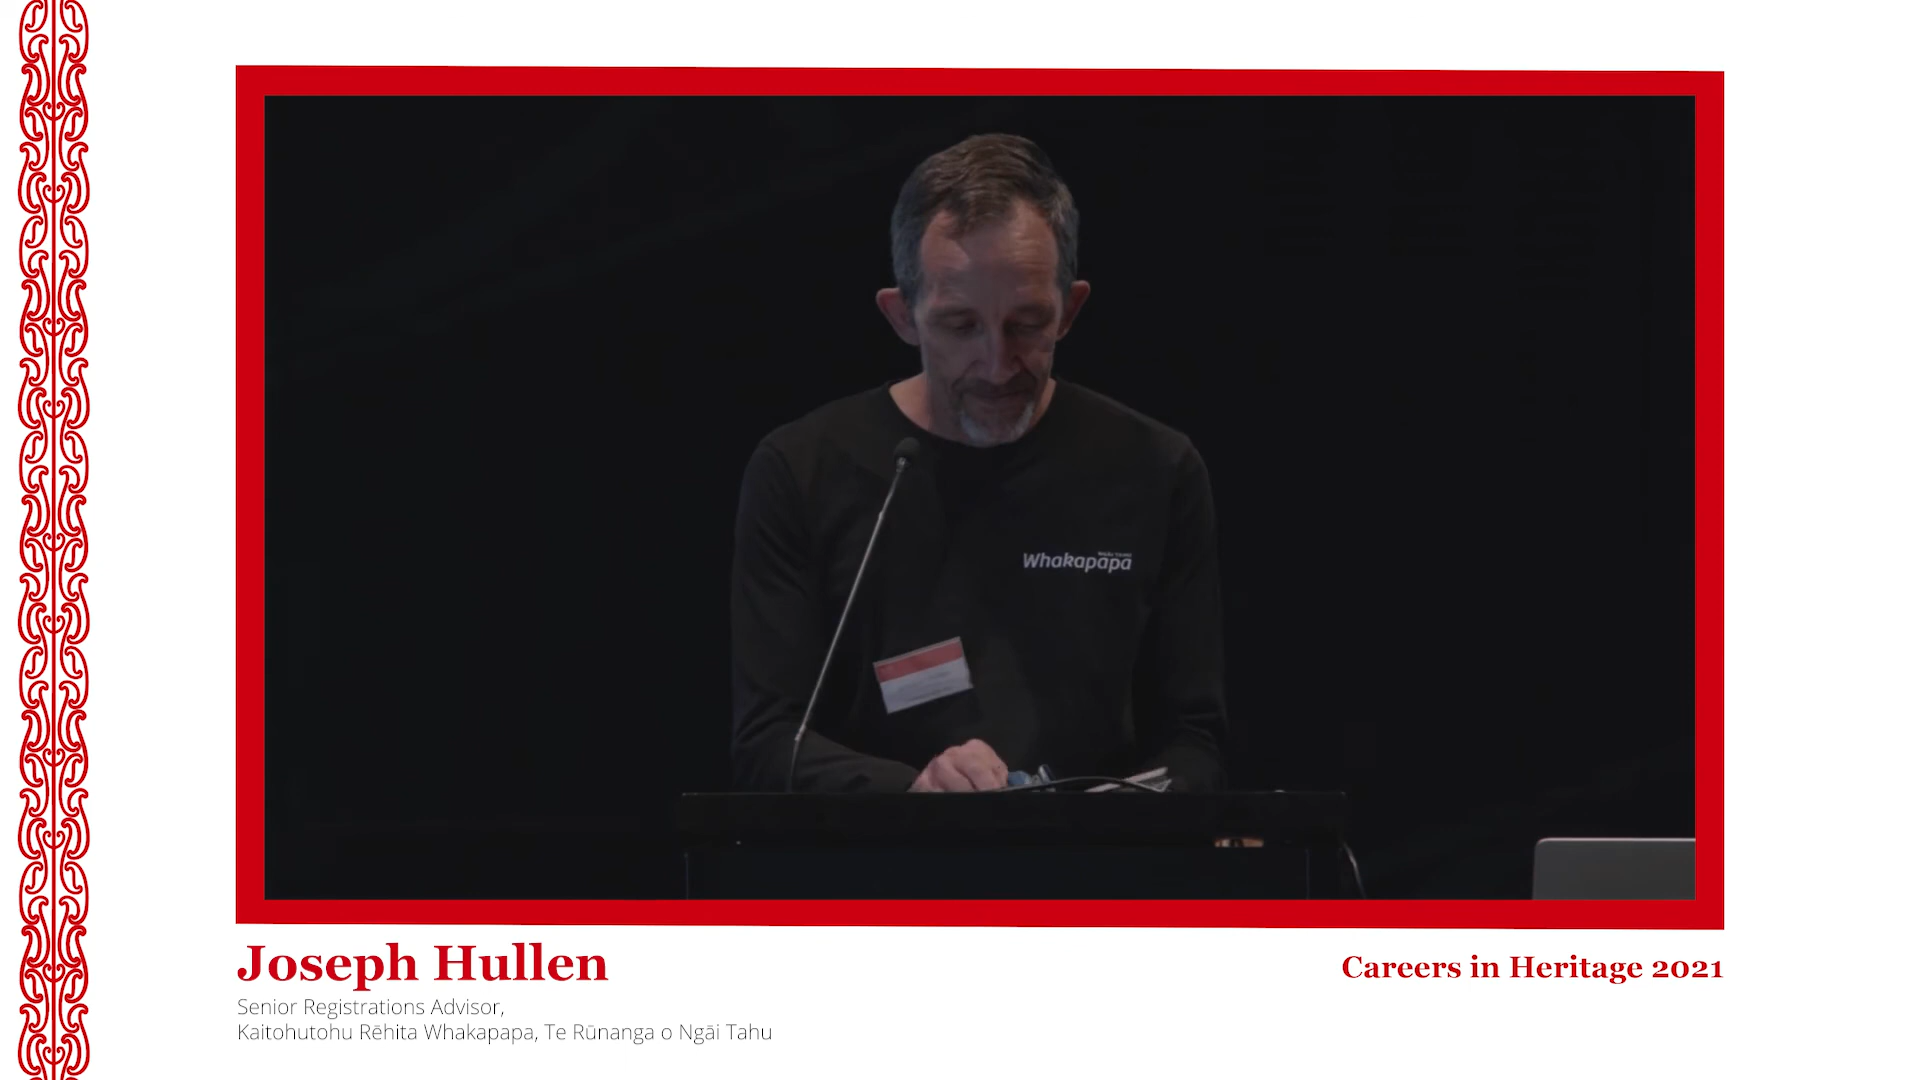 Whakapapa
Joseph Hullen
Careers in Heritage 2021
Senior Registrations Advisor,
Kaitohutohu Rēhita Whakapapa, Te Rūnanga o Ngāi Tahu